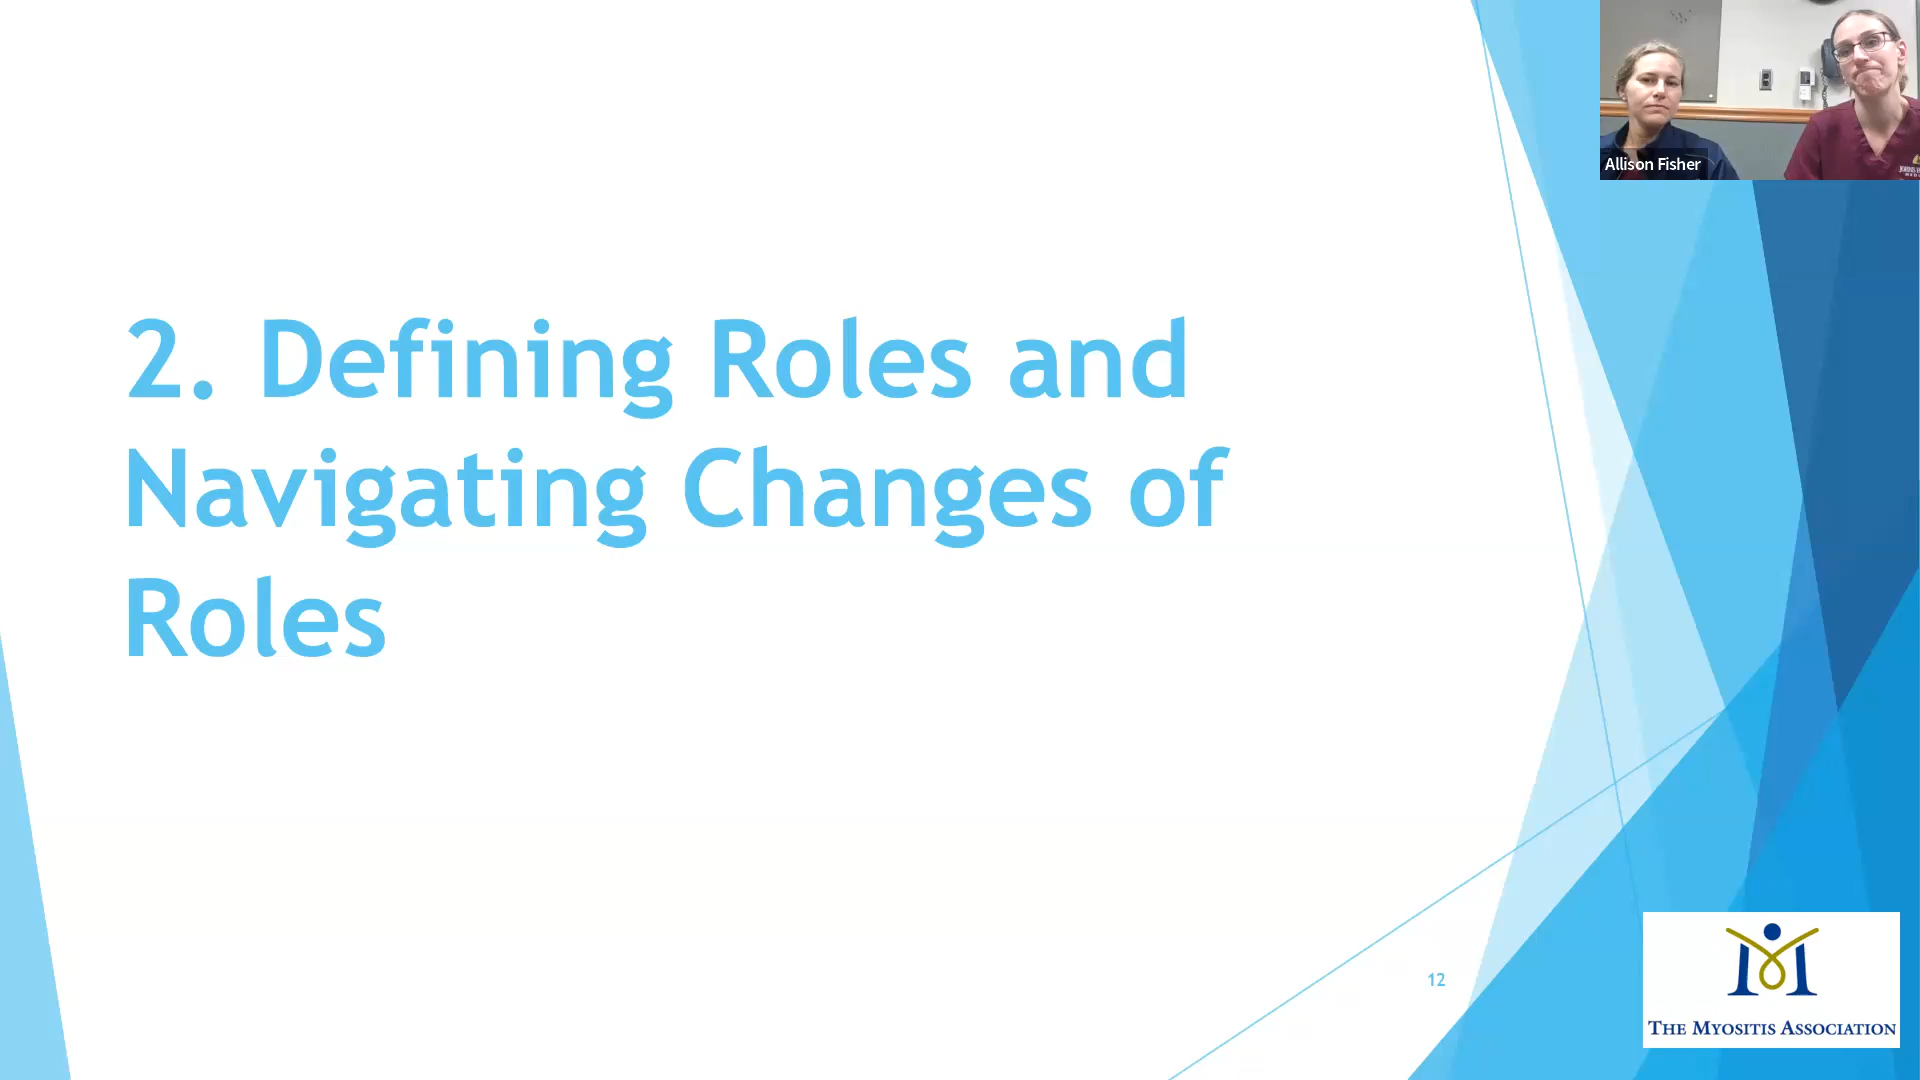 Allison Fisher
2. Defining Roles and
Navigating Changes of
Roles
12
THE MYOSITIS ASSOCIATION